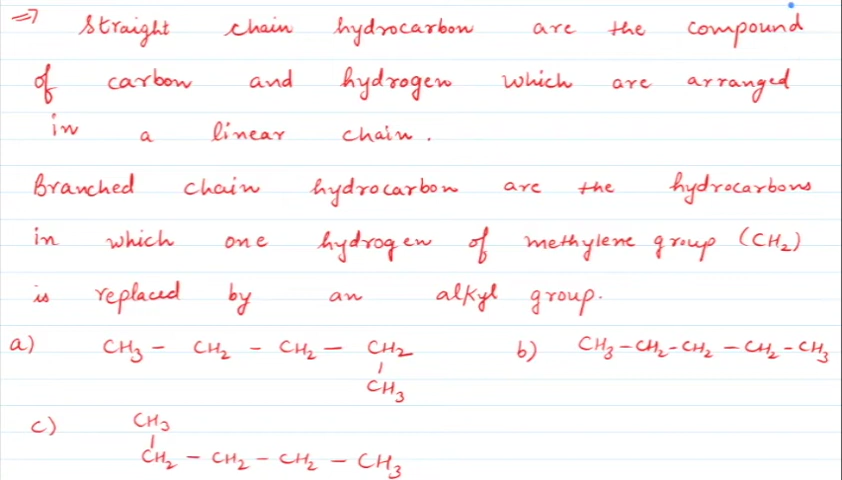 => Straight chain hydrocarbon are the compound
of carbon and hydrogen which are arranged
in a linear chain.
Branched chain hydrocarbon are the hydrocarbons
in which one hydrogen of methylene group (CH₂)
is replaced by an alkyl group.
a) CH₃ - CH₂ - CH₂ - CH₂ b) CH₃-CH₂-CH₂-CH₂-CH₃
|
CH₃
c) CH₃
|
CH₂ - CH₂ - CH₂ - CH₃